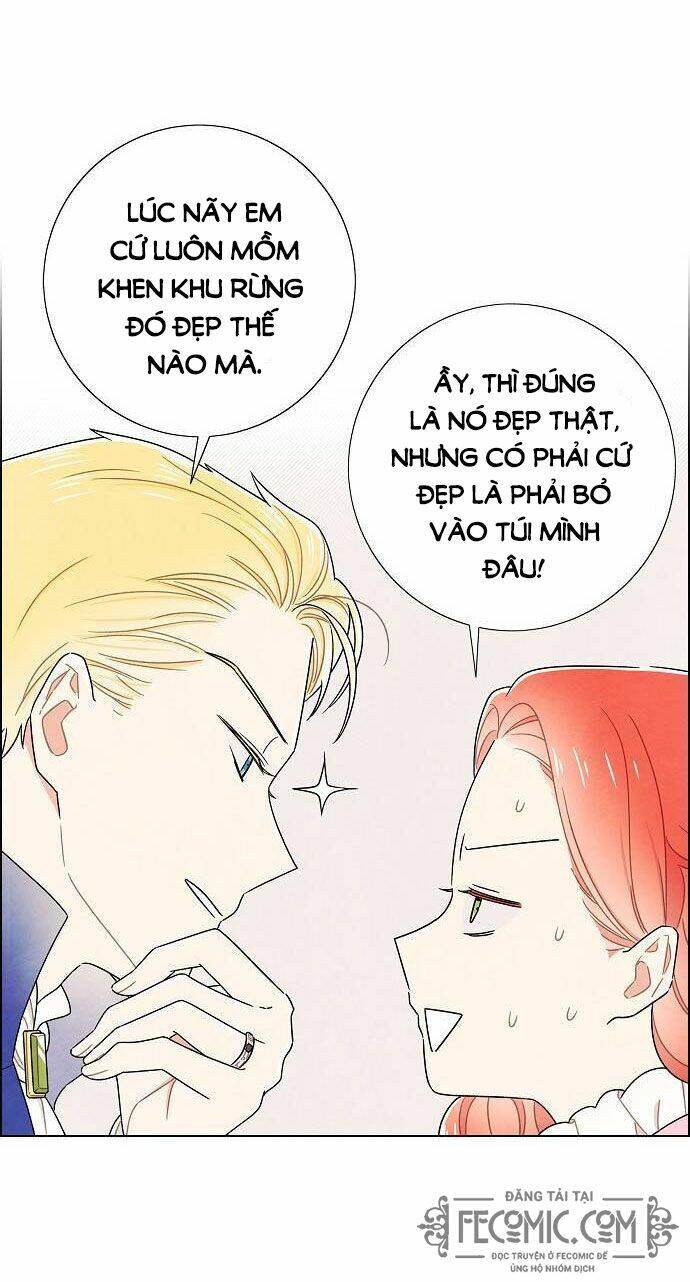 LÚC NÃY EM
CỨ LUÔN MỒM
KHEN KHU RỪNG
ĐÓ ĐẸP THẾ
NÀO MÀ.
ẦY, THÌ ĐÚNG
LÀ NÓ ĐẸP THẬT,
NHƯNG CÓ PHẢI CỨ
ĐẸP LÀ PHẢI BỎ
VÀO TÚI MÌNH
ĐÂU!
ĐĂNG TẢI TẠI
FECOMIC.COM
ĐỌC TRUYỆN Ở FECOMIC ĐỂ
ỦNG HỘ NHÓM DỊCH